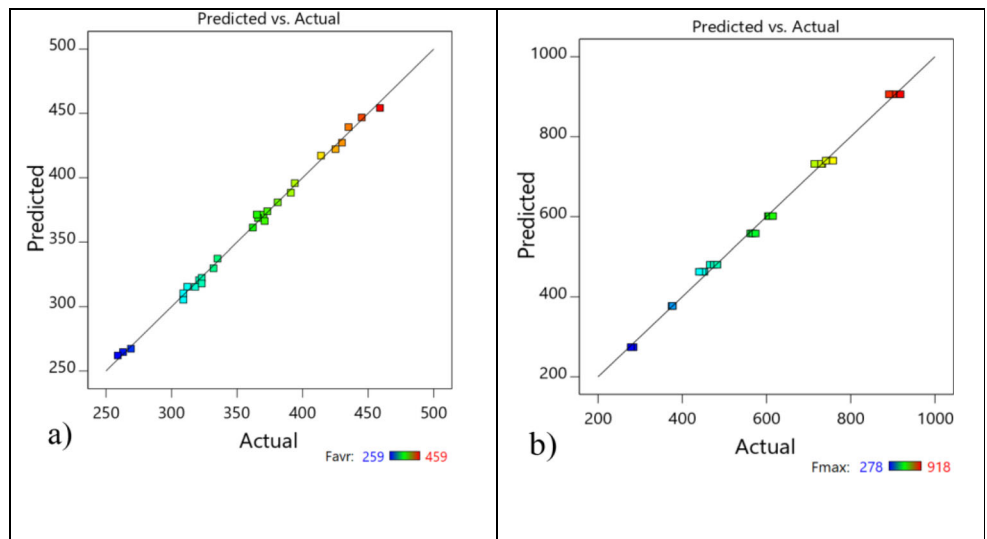 Predicted vs. Actual
500
450
400
350
300
250
Predicted
250 300 350 400 450 500
a)
Actual
Favr: 259 459
Predicted vs. Actual
1000
800
600
400
200
Predicted
200 400 600 800 1000
b)
Actual
Fmax: 278 918